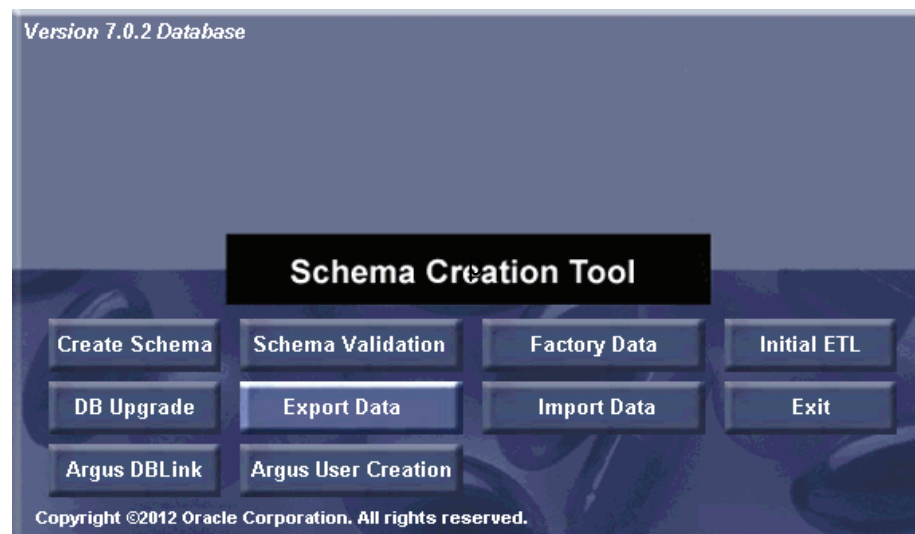 Version 7.0.2 Database
Schema Creation Tool
Create Schema
Schema Validation
Factory Data
Initial ETL
DB Upgrade
Export Data
Import Data
Exit
Argus DBLink
Argus User Creation
Copyright ©2012 Oracle Corporation. All rights reserved.